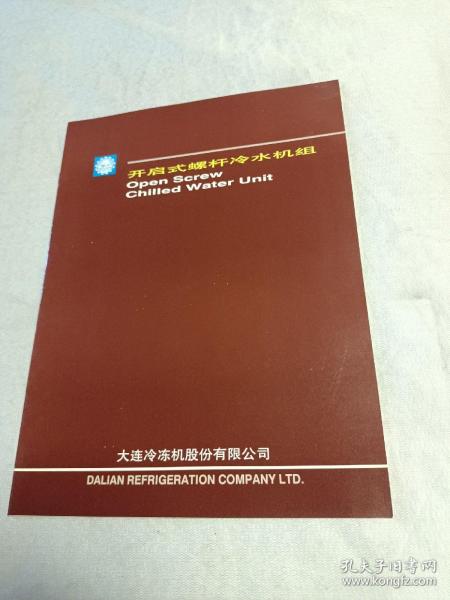 开启式螺杆冷水机组
Open Screw
Chilled Water Unit
大连冷冻机股份有限公司
DALIAN REFRIGERATION COMPANY LTD.
孔夫子旧书网
www.kongfz.com